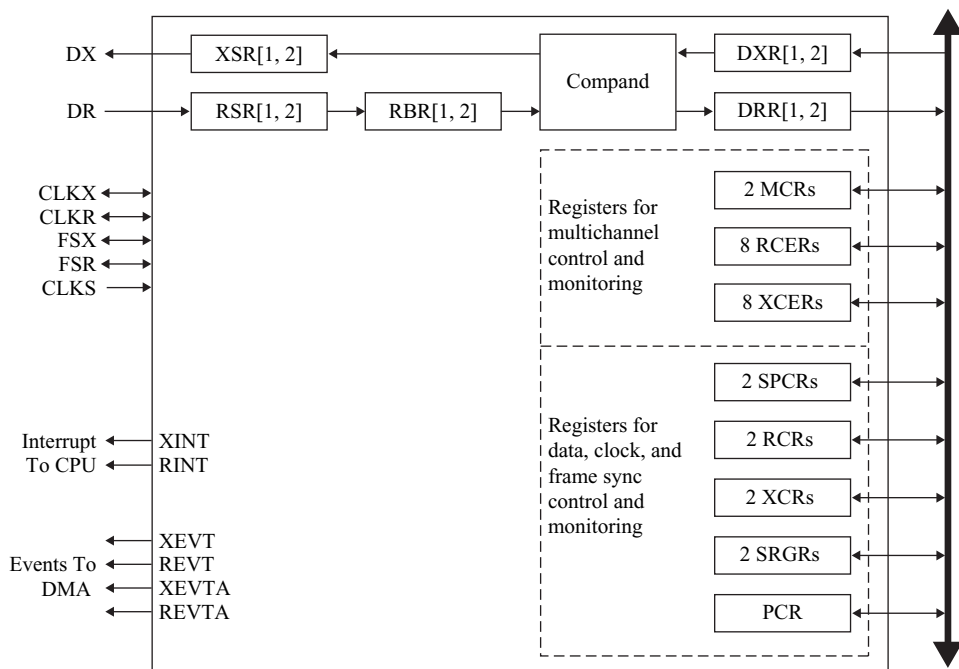 DX
XSR[1, 2]
Compand
DXR[1, 2]
DR
RSR[1, 2]
RBR[1, 2]
DRR[1, 2]
CLKX
CLKR
FSX
FSR
CLKS
Registers for
multichannel
control and
monitoring
2 MCRs
8 RCERs
8 XCERs
Registers for
data, clock, and
frame sync
control and
monitoring
2 SPCRs
2 RCRs
2 XCRs
2 SRGRs
PCR
Interrupt
To CPU
XINT
RINT
Events To
DMA
XEVT
REVT
XEVTA
REVTA